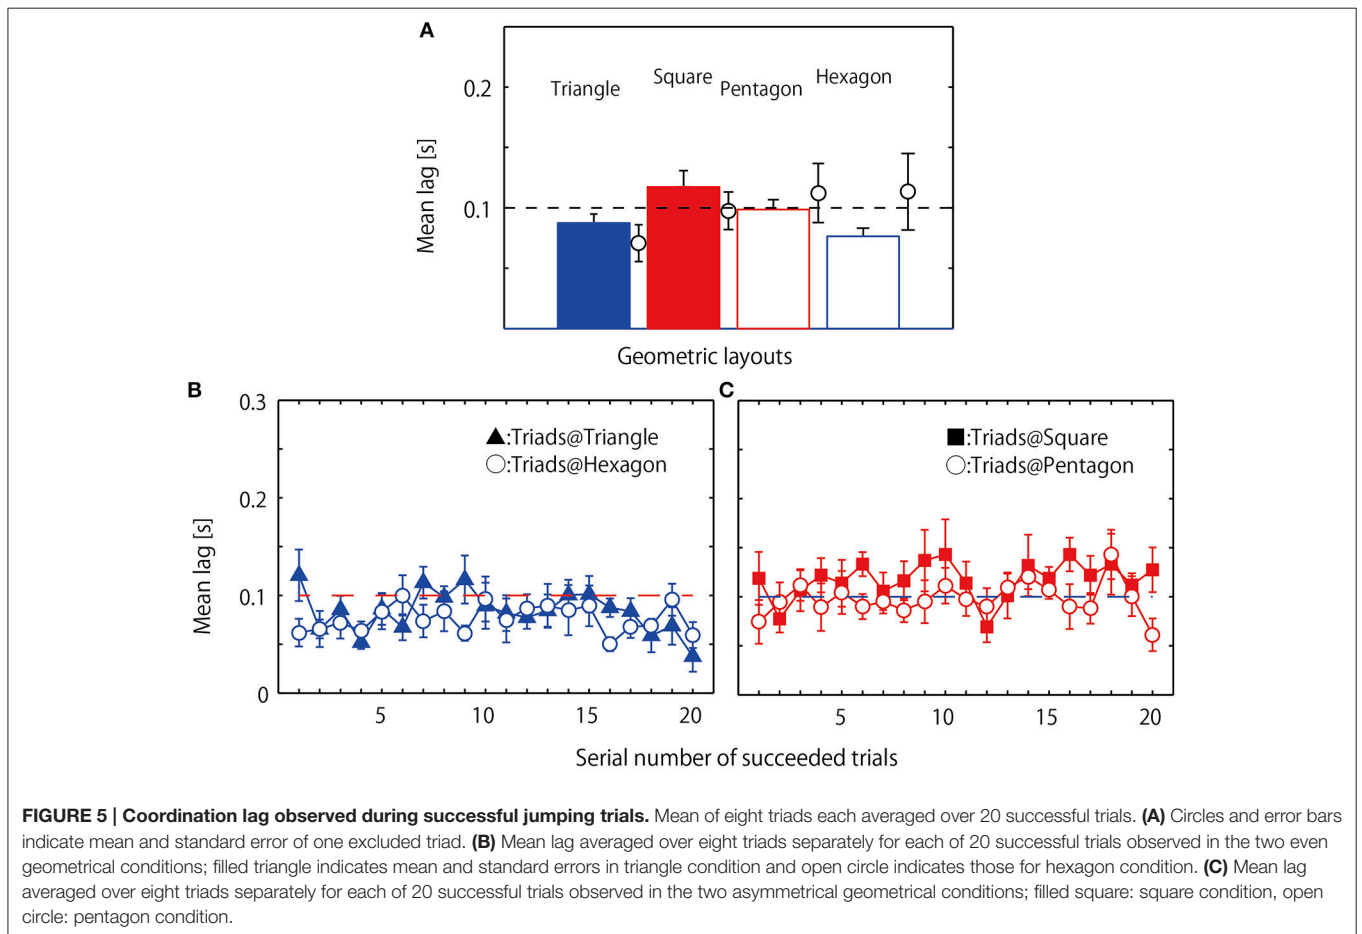 A
0.2
0.1
Mean lag [s]
Triangle
Square
Pentagon
Hexagon
Geometric layouts
B
0.3
0.2
0.1
0
Mean lag [s]
:Triads@Triangle
:Triads@Hexagon
5 10 15 20
C
:Triads@Square
:Triads@Pentagon
5 10 15 20
Serial number of succeeded trials
FIGURE 5 | Coordination lag observed during successful jumping trials. Mean of eight triads each averaged over 20 successful trials. (A) Circles and error bars
indicate mean and standard error of one excluded triad. (B) Mean lag averaged over eight triads separately for each of 20 successful trials observed in the two even
geometrical conditions; filled triangle indicates mean and standard errors in triangle condition and open circle indicates those for hexagon condition. (C) Mean lag
averaged over eight triads separately for each of 20 successful trials observed in the two asymmetrical geometrical conditions; filled square: square condition, open
circle: pentagon condition.